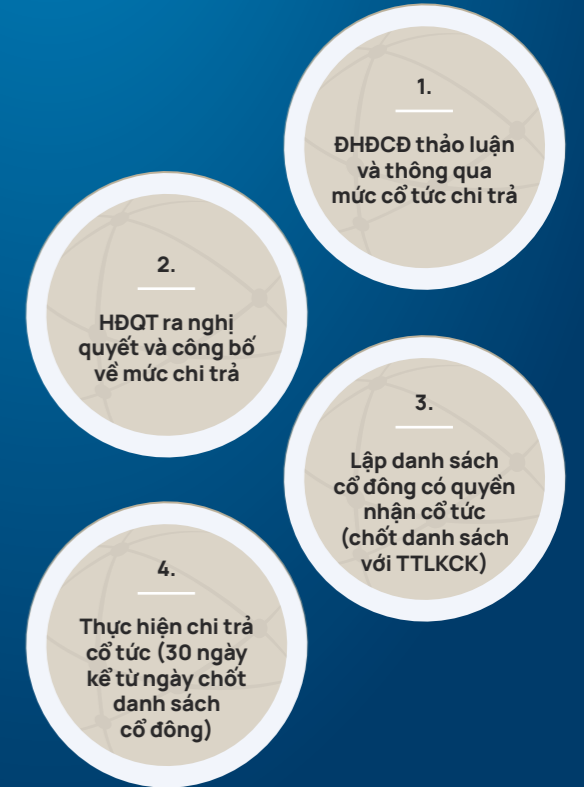 1.
ĐHĐCĐ thảo luận
và thông qua
mức cổ tức chi trả
2.
HĐQT ra nghị
quyết và công bố
về mức chi trả
3.
Lập danh sách
cổ đông có quyền
nhận cổ tức
(chốt danh sách
với TTLKCK)
4.
Thực hiện chi trả
cổ tức (30 ngày
kể từ ngày chốt
danh sách
cổ đông)